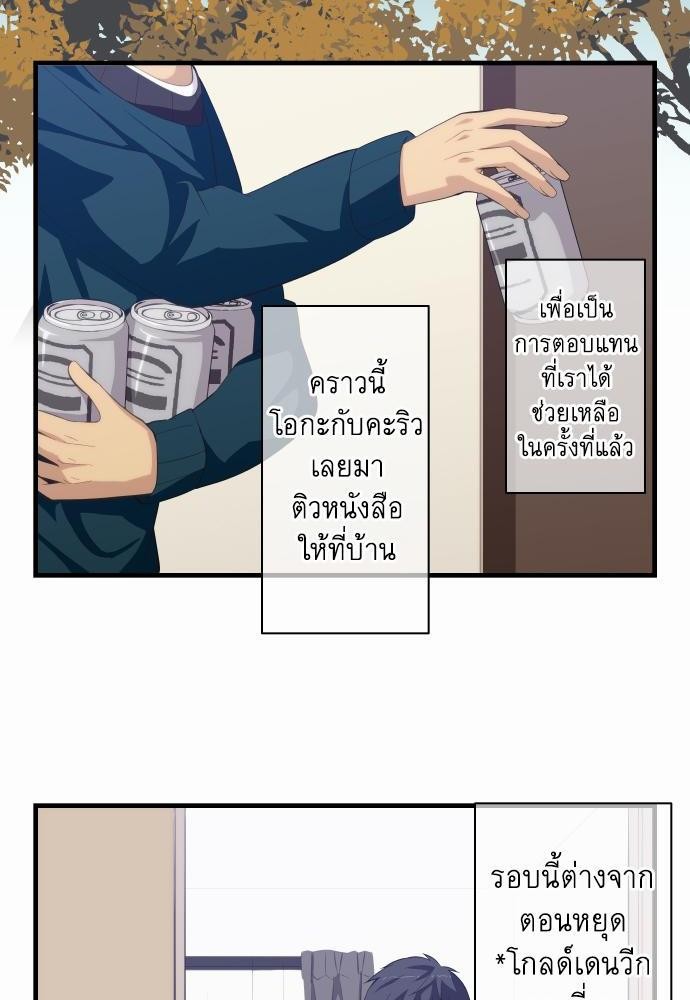 เพื่อเป็น
การตอบแทน
ที่เราได้
ช่วยเหลือ
ในครั้งที่แล้ว
คราวนี้
โอกะกับคะริว
เลยมา
ติวหนังสือ
ให้ที่บ้าน
รอบนี้ต่างจาก
ตอนหยุด
*โกลด์เดนวีก